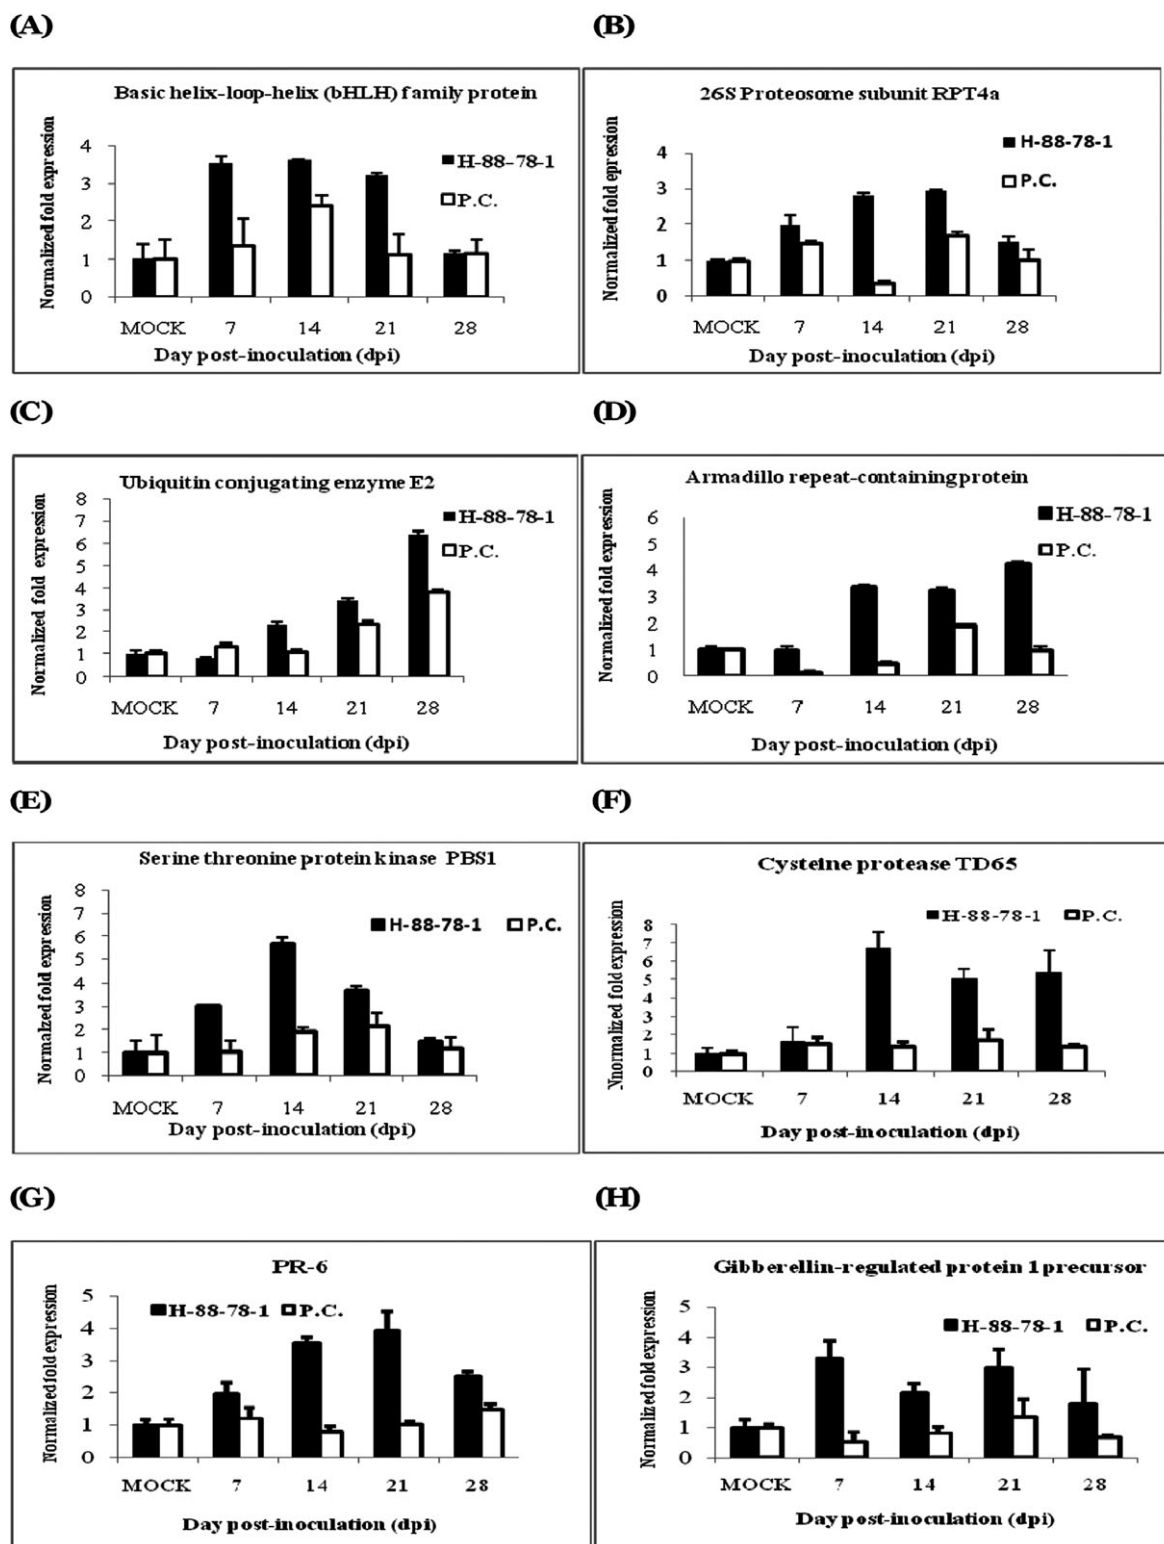 (A)
Basic helix-loop-helix (bHLH) family protein
Normalized fold expression
4
3
2
1
0
H-88-78-1
P.C.
MOCK 7 14 21 28
Day post-inoculation (dpi)
(B)
26S Proteosome subunit RPT4a
Normalized fold epression
4
3
2
1
0
H-88-78-1
P.C.
MOCK 7 14 21 28
Day post-inoculation (dpi)
(C)
Ubiquitin conjugating enzyme E2
Normalized fold expression
8
7
6
5
4
3
2
1
0
H-88-78-1
P.C.
MOCK 7 14 21 28
Day post-inoculation (dpi)
(D)
Armadillo repeat-containing protein
Normalized fold expression
6
5
4
3
2
1
0
H-88-78-1
P.C.
MOCK 7 14 21 28
Day post-inoculation (dpi)
(E)
Serine threonine protein kinase PBS1
Normalzed fold expression
8
7
6
5
4
3
2
1
0
H-88-78-1 P.C.
MOCK 7 14 21 28
Day post-inoculation (dpi)
(F)
Cysteine protease TD65
Nnormalized fold expression
8
7
6
5
4
3
2
1
0
H-88-78-1 P.C.
MOCK 7 14 21 28
Day post-inoculation (dpi)
(G)
PR-6
Normalized fold expression
5
4
3
2
1
0
H-88-78-1 P.C.
MOCK 7 14 21 28
Day post-inoculation (dpi)
(H)
Gibberellin-regulated protein 1 precursor
Normalized fold expression
5
4
3
2
1
0
H-88-78-1 P.C.
MOCK 7 14 21 28
Day post-inoculation (dpi)